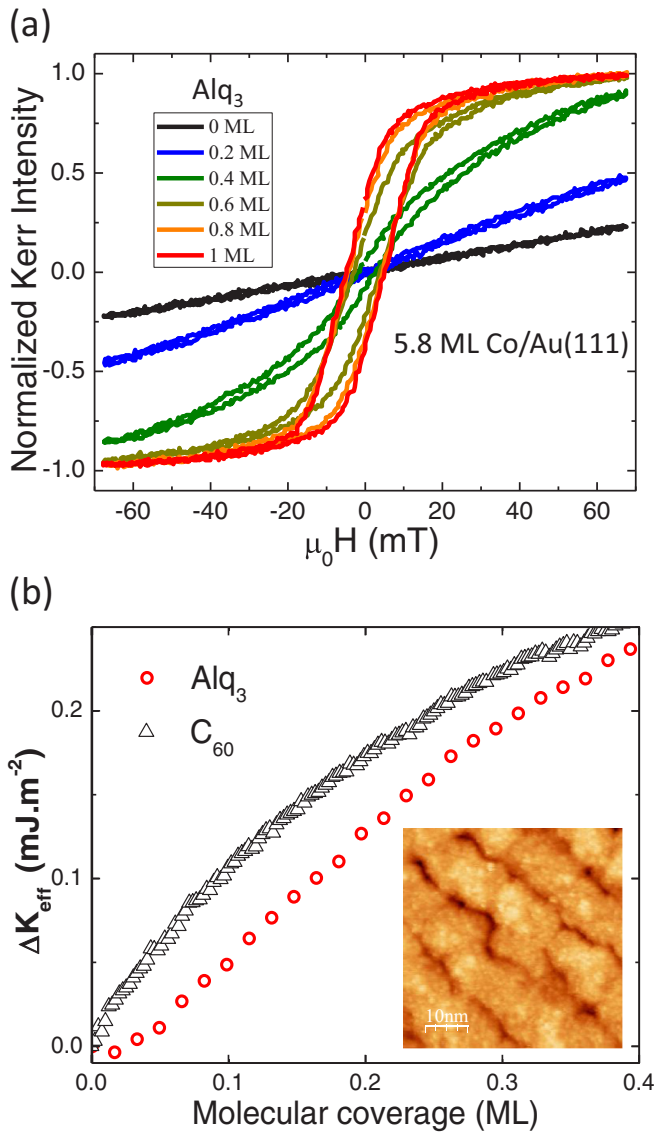 (a)
Normalized Kerr Intensity
1.0
0.5
0.0
-0.5
-1.0
Alq₃
0 ML
0.2 ML
0.4 ML
0.6 ML
0.8 ML
1 ML
5.8 ML Co/Au(111)
-60 -40 -20 0 20 40 60
μ₀H (mT)
(b)
ΔK_eff (mJ.m⁻²)
0.2
0.1
0.0
Alq₃
C₆₀
10nm
0.0 0.1 0.2 0.3 0.4
Molecular coverage (ML)